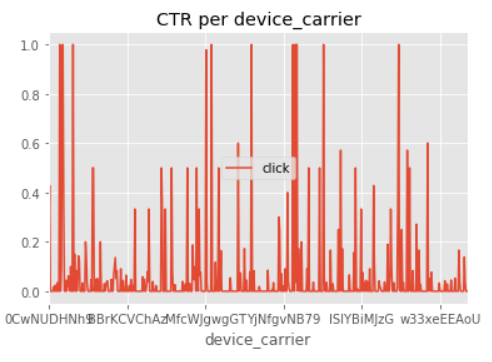 CTR per device_carrier
1.0
0.8
0.6
0.4
0.2
0.0
click
0CwNUDHNh9 BBrKCVChAz MfcWJgwgGTYjNfgvNB79 ISIYBiMJzG w33xeEEAoU
device_carrier